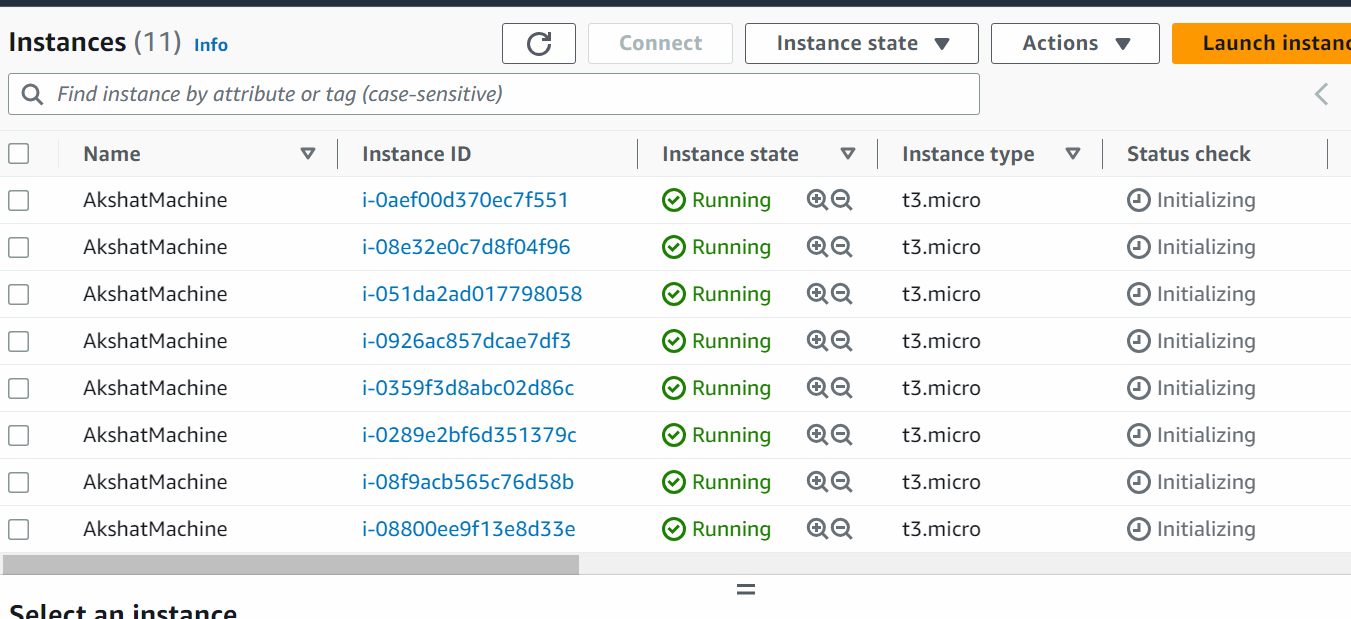 Instances (11) Info Connect Instance state Actions Launch instanc
Find instance by attribute or tag (case-sensitive)
Name Instance ID Instance state Instance type Status check
AkshatMachine i-0aef00d370ec7f551 Running t3.micro Initializing
AkshatMachine i-08e32e0c7d8f04f96 Running t3.micro Initializing
AkshatMachine i-051da2ad017798058 Running t3.micro Initializing
AkshatMachine i-0926ac857dcae7df3 Running t3.micro Initializing
AkshatMachine i-0359f3d8abc02d86c Running t3.micro Initializing
AkshatMachine i-0289e2bf6d351379c Running t3.micro Initializing
AkshatMachine i-08f9acb565c76d58b Running t3.micro Initializing
AkshatMachine i-08800ee9f13e8d33e Running t3.micro Initializing
Select an instance